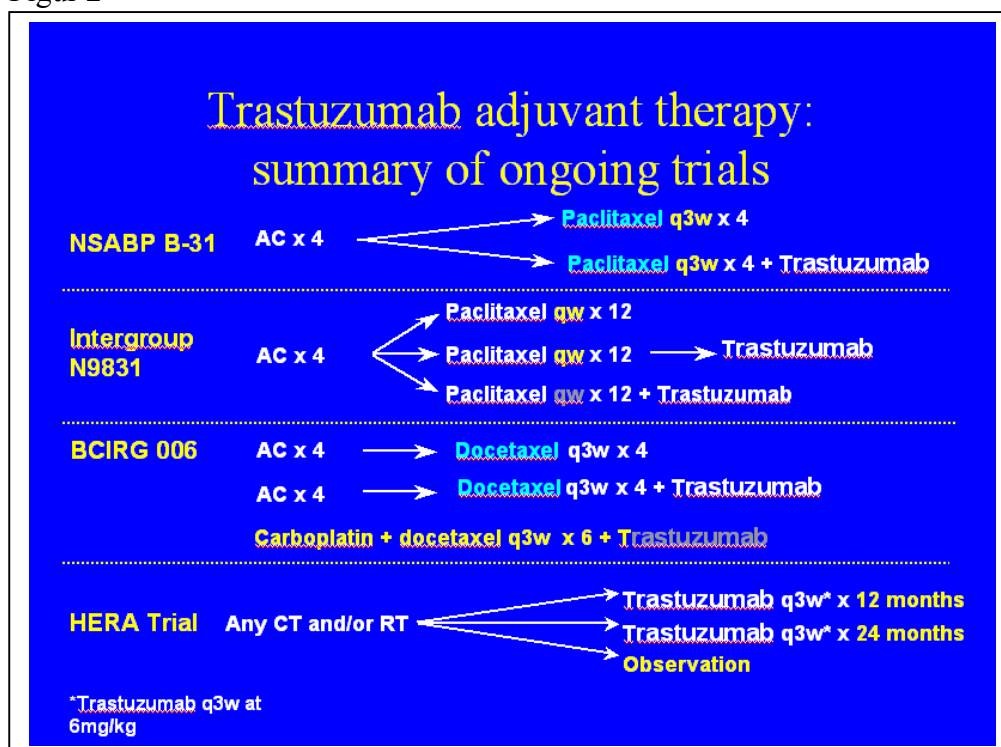 Trastuzumab adjuvant therapy:
summary of ongoing trials
NSABP B-31
AC x 4
Paclitaxel q3w x 4
Paclitaxel q3w x 4 + Trastuzumab
Intergroup
N9831
AC x 4
Paclitaxel qw x 12
Paclitaxel qw x 12
Trastuzumab
Paclitaxel qw x 12 + Trastuzumab
BCIRG 006
AC x 4
Docetaxel q3w x 4
AC x 4
Docetaxel q3w x 4 + Trastuzumab
Carboplatin + docetaxel q3w x 6 + Trastuzumab
HERA Trial
Any CT and/or RT
Trastuzumab q3w* x 12 months
Trastuzumab q3w* x 24 months
Observation
*Trastuzumab q3w at
6mg/kg